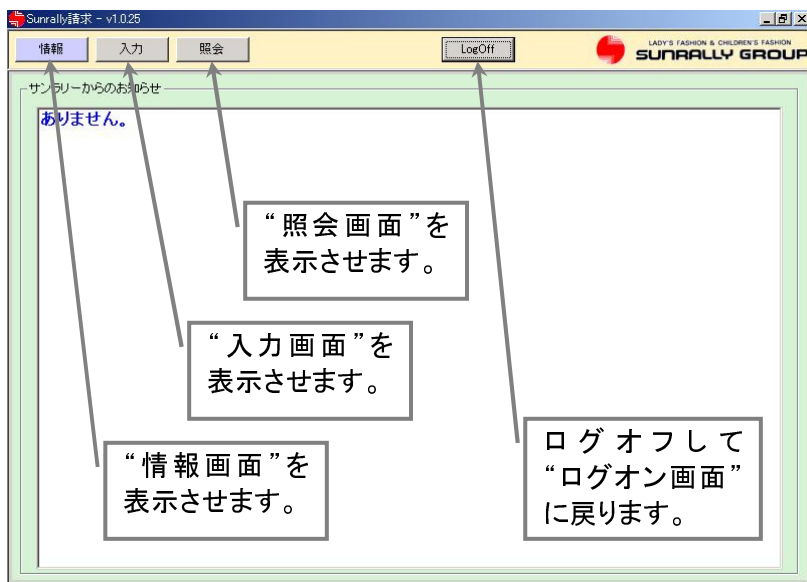 Sunrally請求 - v1.0.25
情報 入力 照会 LogOff
LADY'S FASHION & CHILDREN'S FASHION
SUNRALLY GROUP
サンラリーからのお知らせ
ありません。
“照会画面”を
表示させます。
“入力画面”を
表示させます。
“情報画面”を
表示させます。
ログオフして
“ログオン画面”
に戻ります。